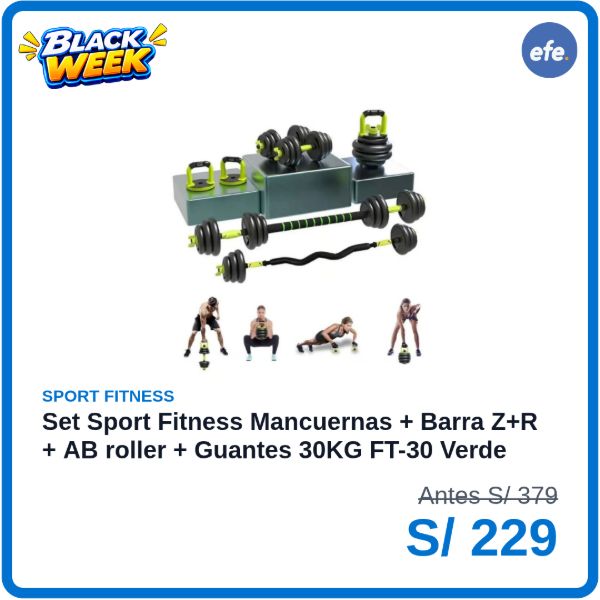 BLACK
WEEK
efe.
SPORT FITNESS
Set Sport Fitness Mancuernas + Barra Z+R
+ AB roller + Guantes 30KG FT-30 Verde
Antes S/ 379
S/ 229